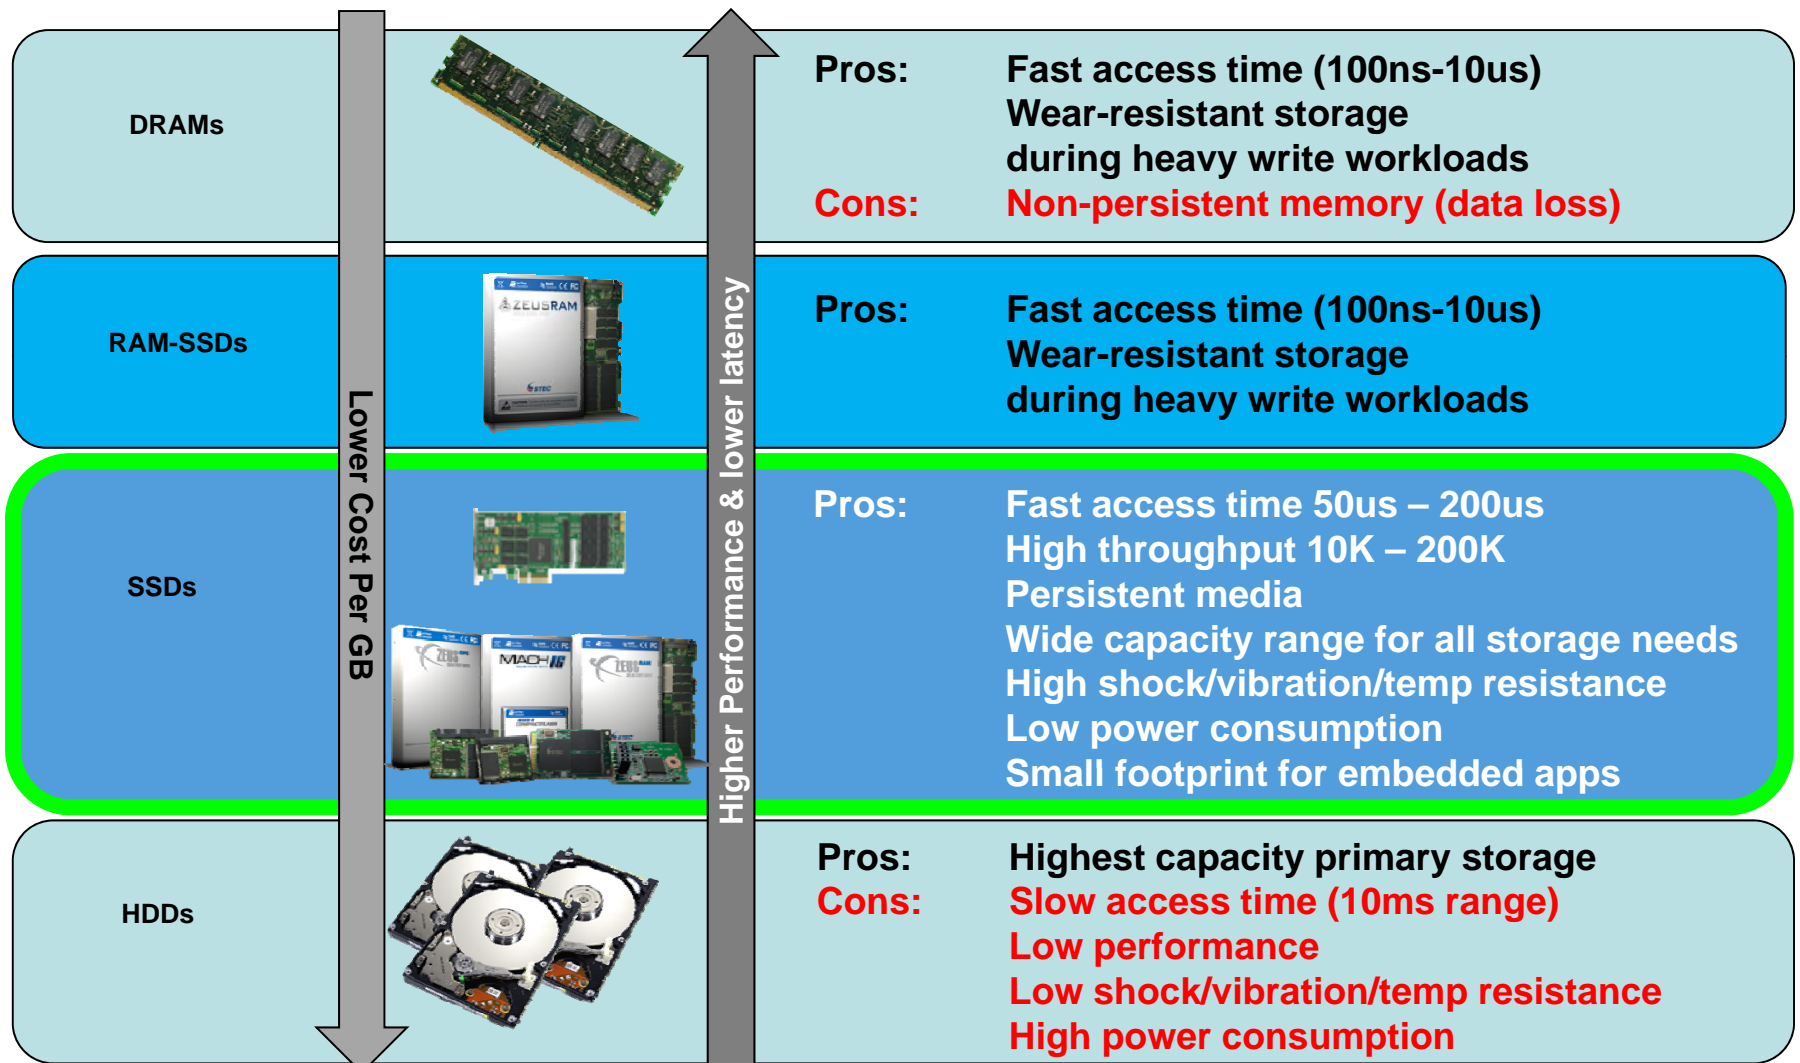 DRAMs
Pros: Fast access time (100ns-10us)
Wear-resistant storage
during heavy write workloads
Cons: Non-persistent memory (data loss)
RAM-SSDs
ZEUSRAM
STEC
Pros: Fast access time (100ns-10us)
Wear-resistant storage
during heavy write workloads
Lower Cost Per GB
Higher Performance & lower latency
SSDs
ZEUS
MACH16
ZEUS
Pros: Fast access time 50us – 200us
High throughput 10K – 200K
Persistent media
Wide capacity range for all storage needs
High shock/vibration/temp resistance
Low power consumption
Small footprint for embedded apps
HDDs
Pros: Highest capacity primary storage
Cons: Slow access time (10ms range)
Low performance
Low shock/vibration/temp resistance
High power consumption